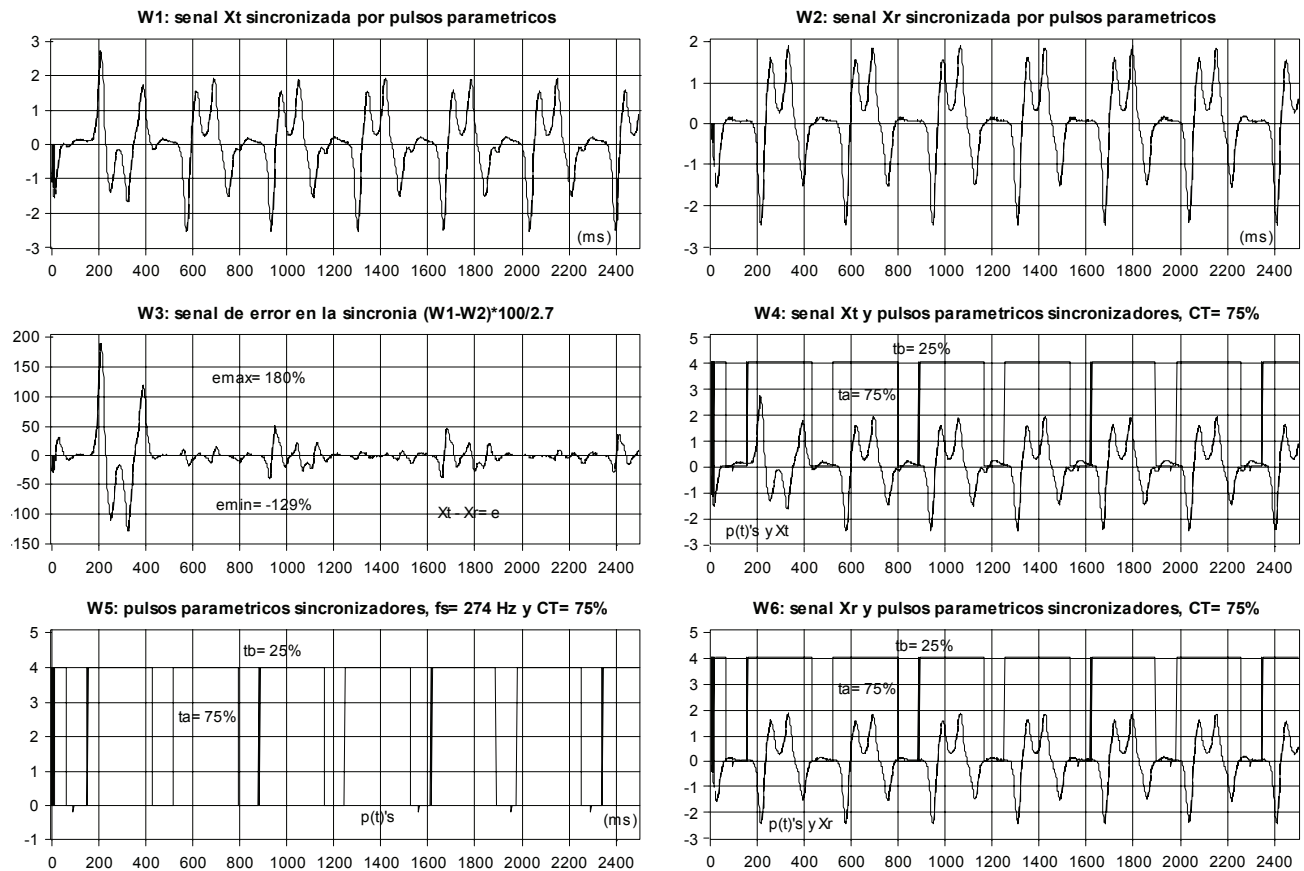 W1: senal Xt sincronizada por pulsos parametricos
3
2
1
0
-1
-2
-3
(ms)
0 200 400 600 800 1000 1200 1400 1600 1800 2000 2200 2400
W2: senal Xr sincronizada por pulsos parametricos
2
1
0
-1
-2
-3
(ms)
0 200 400 600 800 1000 1200 1400 1600 1800 2000 2200 2400
W3: senal de error en la sincronia (W1-W2)*100/2.7
200
150
100
50
0
-50
-100
-150
emax= 180%
emin= -129%
Xt - Xr= e
0 200 400 600 800 1000 1200 1400 1600 1800 2000 2200 2400
W4: senal Xt y pulsos parametricos sincronizadores, CT= 75%
5
4
3
2
1
0
-1
-2
-3
tb= 25%
ta= 75%
p(t)'s y Xt
0 200 400 600 800 1000 1200 1400 1600 1800 2000 2200 2400
W5: pulsos parametricos sincronizadores, fs= 274 Hz y CT= 75%
5
4
3
2
1
0
-1
tb= 25%
ta= 75%
p(t)'s
(ms)
0 200 400 600 800 1000 1200 1400 1600 1800 2000 2200 2400
W6: senal Xr y pulsos parametricos sincronizadores, CT= 75%
5
4
3
2
1
0
-1
-2
-3
tb= 25%
ta= 75%
p(t)'s y Xr
0 200 400 600 800 1000 1200 1400 1600 1800 2000 2200 2400